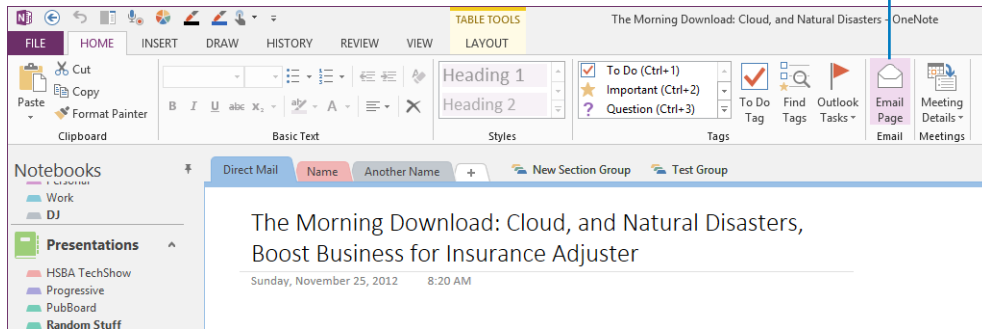 TABLE TOOLS
The Morning Download: Cloud, and Natural Disasters - OneNote
FILE HOME INSERT DRAW HISTORY REVIEW VIEW LAYOUT
Paste
Cut
Copy
Format Painter
Clipboard
B I U abc x₂ aby A
Basic Text
Heading 1
Heading 2
Styles
To Do (Ctrl+1)
Important (Ctrl+2)
? Question (Ctrl+3)
To Do Tag
Find Tags
Outlook Tasks
Tags
Email Page
Email
Meeting Details
Meetings
Notebooks
Direct Mail Name Another Name + New Section Group Test Group
Personal
Work
DJ
Presentations
HSBA TechShow
Progressive
PubBoard
Random Stuff
The Morning Download: Cloud, and Natural Disasters,
Boost Business for Insurance Adjuster
Sunday, November 25, 2012 8:20 AM